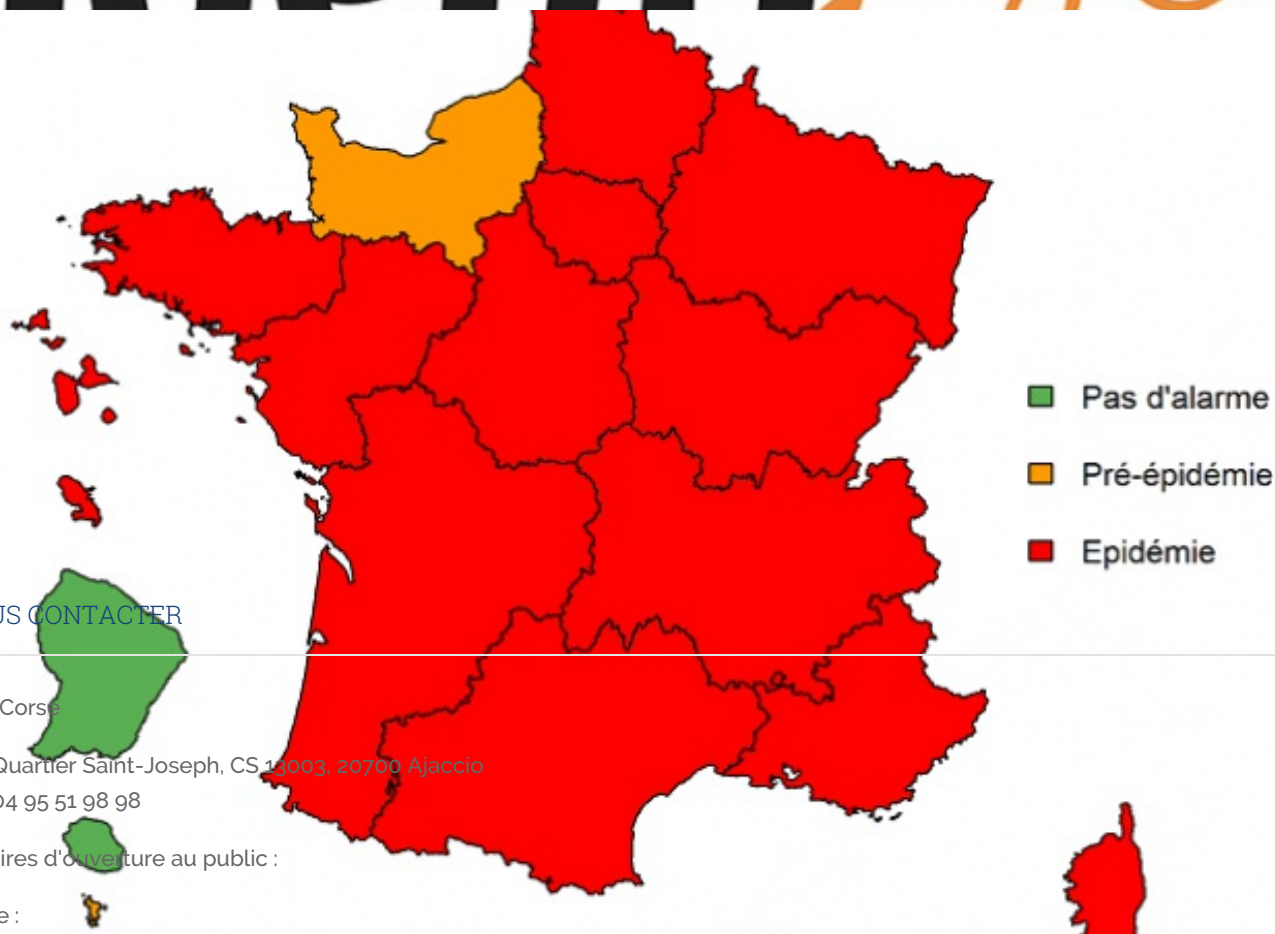 Pas d'alarme
Pré-épidémie
Epidémie
US CONTACTER
Corse
Quartier Saint-Joseph, CS 13003, 20700 Ajaccio
04 95 51 98 98
ires d'ouverture au public :
e :